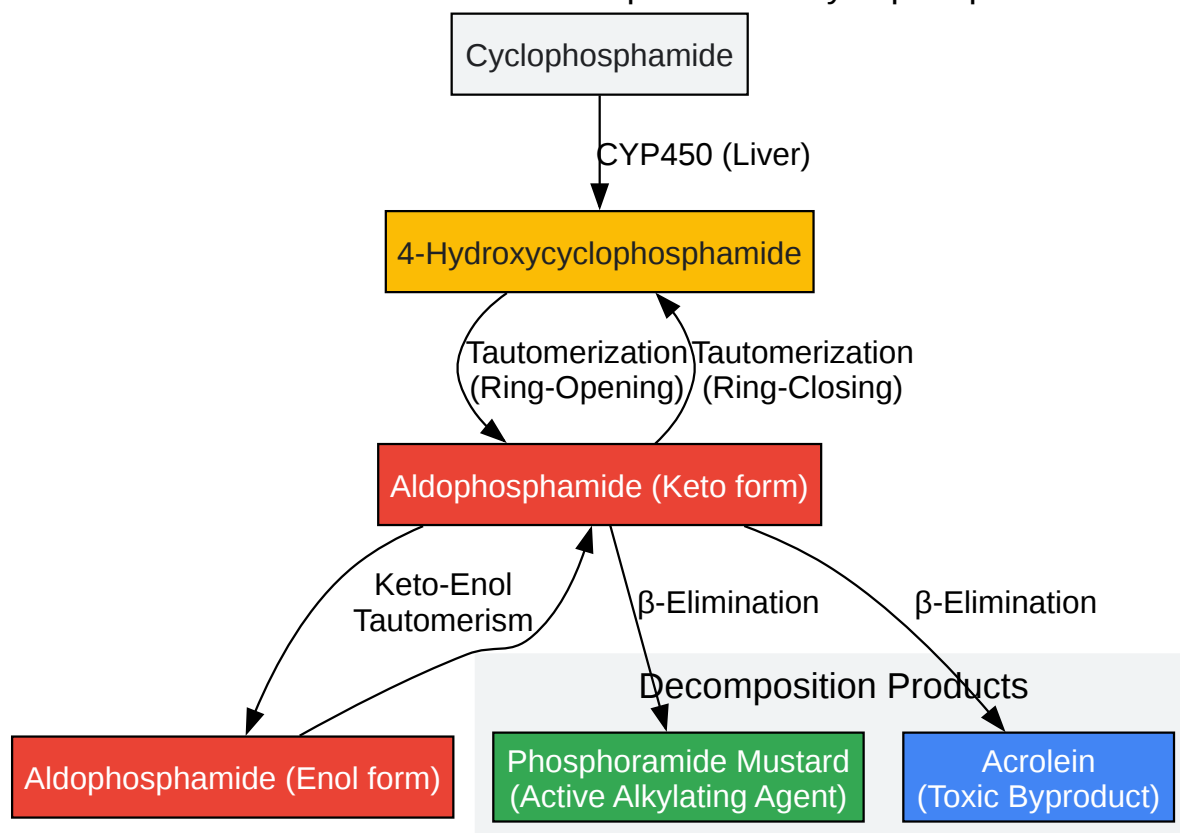 Cyclophosphamide
CYP450 (Liver)
4-Hydroxycyclophosphamide
Tautomerization
(Ring-Opening)
Tautomerization
(Ring-Closing)
Aldophosphamide (Keto form)
Keto-Enol
Tautomerism
β-Elimination
β-Elimination
Decomposition Products
Aldophosphamide (Enol form)
Phosphoramide Mustard
(Active Alkylating Agent)
Acrolein
(Toxic Byproduct)